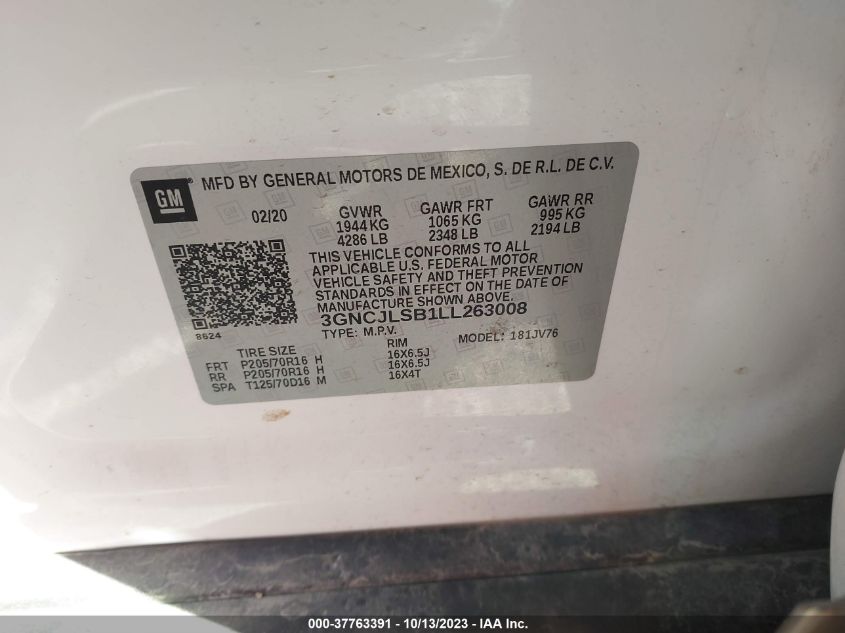 GM ® MFD BY GENERAL MOTORS DE MEXICO, S. DE R.L. DE C.V.
02/20 GVWR GAWR FRT GAWR RR
1944 KG 1065 KG 995 KG
4286 LB 2348 LB 2194 LB
THIS VEHICLE CONFORMS TO ALL
APPLICABLE U.S. FEDERAL MOTOR
VEHICLE SAFETY AND THEFT PREVENTION
STANDARDS IN EFFECT ON THE DATE OF
MANUFACTURE SHOWN ABOVE.
3GNCJLSB1LL263008
8624
TYPE: M.P.V. MODEL: 181JV76
TIRE SIZE RIM
FRT P205/70R16 H 16X6.5J
RR P205/70R16 H 16X6.5J
SPA T125/70D16 M 16X4T
000-37763391 - 10/13/2023 - IAA Inc.